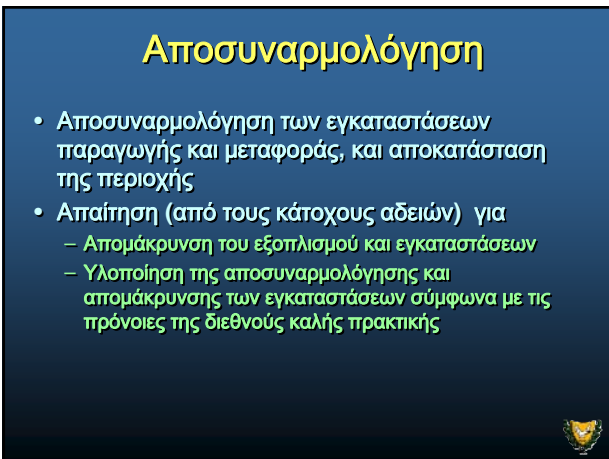 Αποσυναρμολόγηση
• Αποσυναρμολόγηση των εγκαταστάσεων
παραγωγής και μεταφοράς, και αποκατάσταση
της περιοχής
• Απαίτηση (από τους κάτοχους αδειών) για
– Απομάκρυνση του εξοπλισμού και εγκαταστάσεων
– Υλοποίηση της αποσυναρμολόγησης και
απομάκρυνσης των εγκαταστάσεων σύμφωνα με τις
πρόνοιες της διεθνούς καλής πρακτικής